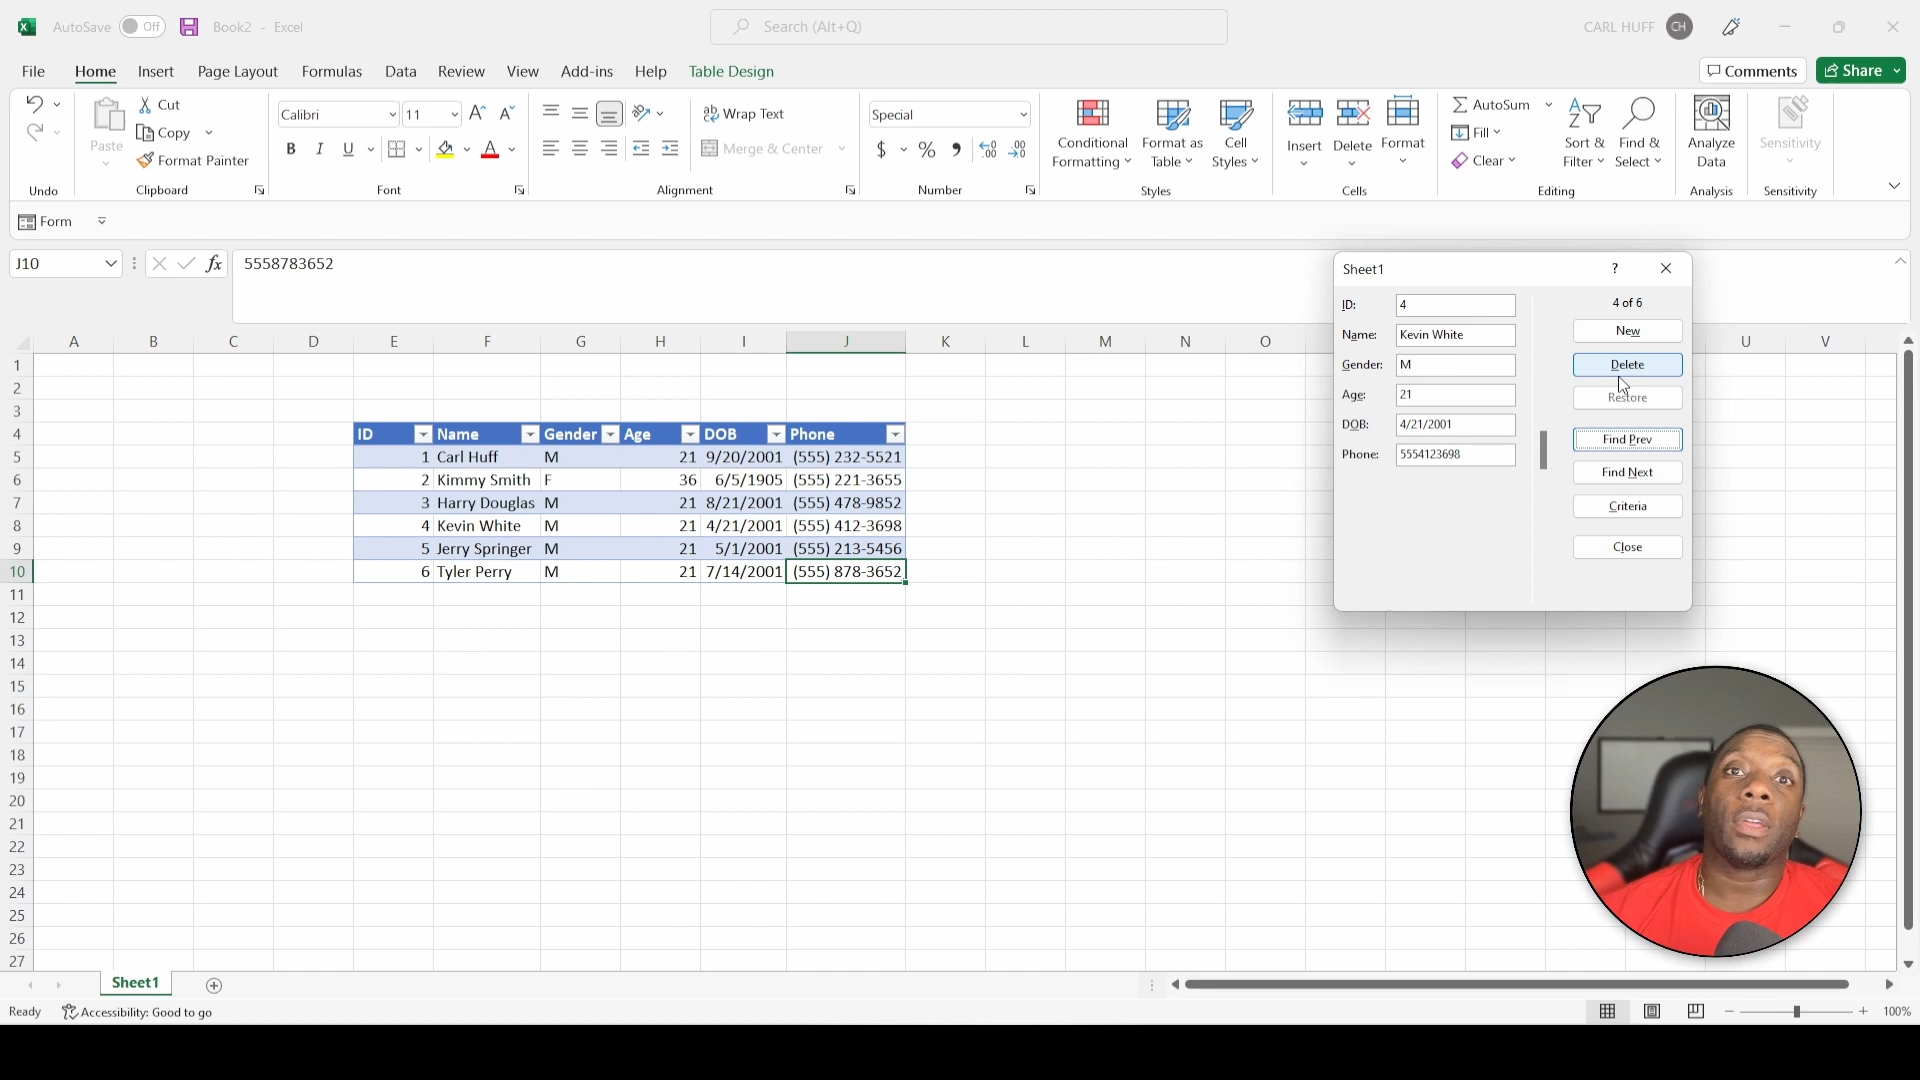 AutoSave Off Book2 - Excel Search (Alt+Q) CARL HUFF CH
File Home Insert Page Layout Formulas Data Review View Add-ins Help Table Design Comments Share
Paste Cut Copy Format Painter
Calibri 11
B I U A
Wrap Text
Merge & Center
Special
$ % 9
Conditional Formatting Format as Table Cell Styles
Insert Delete Format
AutoSum Fill Clear
Sort & Filter Find & Select
Analyze Data Sensitivity
Undo Clipboard Font Alignment Number Styles Cells Editing Analysis Sensitivity
Form
J10 fx 5558783652
A B C D E F G H I J K L M N O U V
1
2
3
4 ID Name Gender Age DOB Phone
5 1 Carl Huff M 21 9/20/2001 (555) 232-5521
6 2 Kimmy Smith F 36 6/5/1905 (555) 221-3655
7 3 Harry Douglas M 21 8/21/2001 (555) 478-9852
8 4 Kevin White M 21 4/21/2001 (555) 412-3698
9 5 Jerry Springer M 21 5/1/2001 (555) 213-5456
10 6 Tyler Perry M 21 7/14/2001 (555) 878-3652
11
12
13
14
15
16
17
18
19
20
21
22
23
24
25
26
27
Sheet1 ?
4 of 6
ID: 4
Name: Kevin White
Gender: M
Age: 21
DOB: 4/21/2001
Phone: 5554123698
New
Delete
Restore
Find Prev
Find Next
Criteria
Close
Sheet1
Ready Accessibility: Good to go 100%